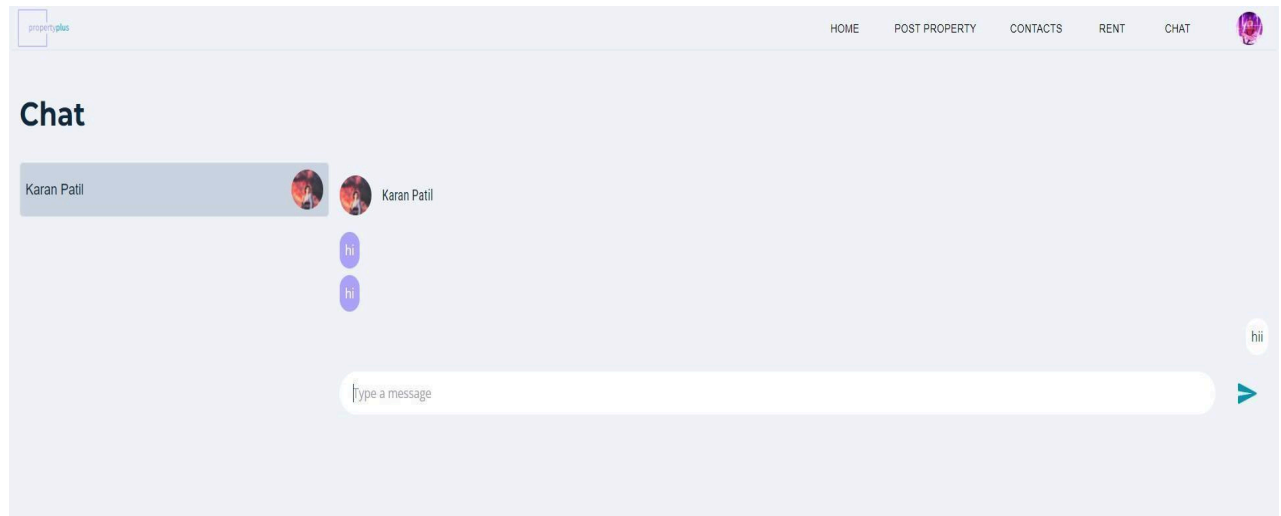 propertyplus
HOME POST PROPERTY CONTACTS RENT CHAT
Chat
Karan Patil
Karan Patil
hi
hi
hii
Type a message